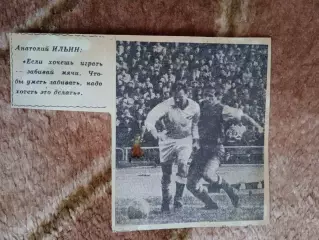 Анатолий ИЛЬИН:
«Если хочешь играть
— забивай мячи. Что-
бы уметь забивать, надо
хотеть это делать».